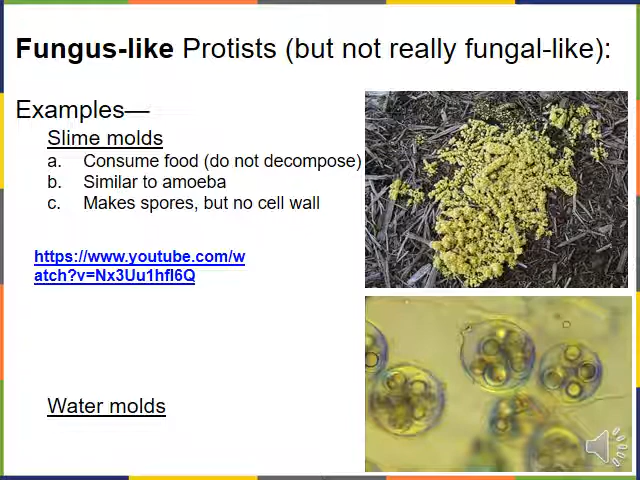 Fungus-like Protists (but not really fungal-like):
Examples—
Slime molds
a. Consume food (do not decompose)
b. Similar to amoeba
c. Makes spores, but no cell wall
https://www.youtube.com/w
atch?v=Nx3Uu1hfl6Q
Water molds